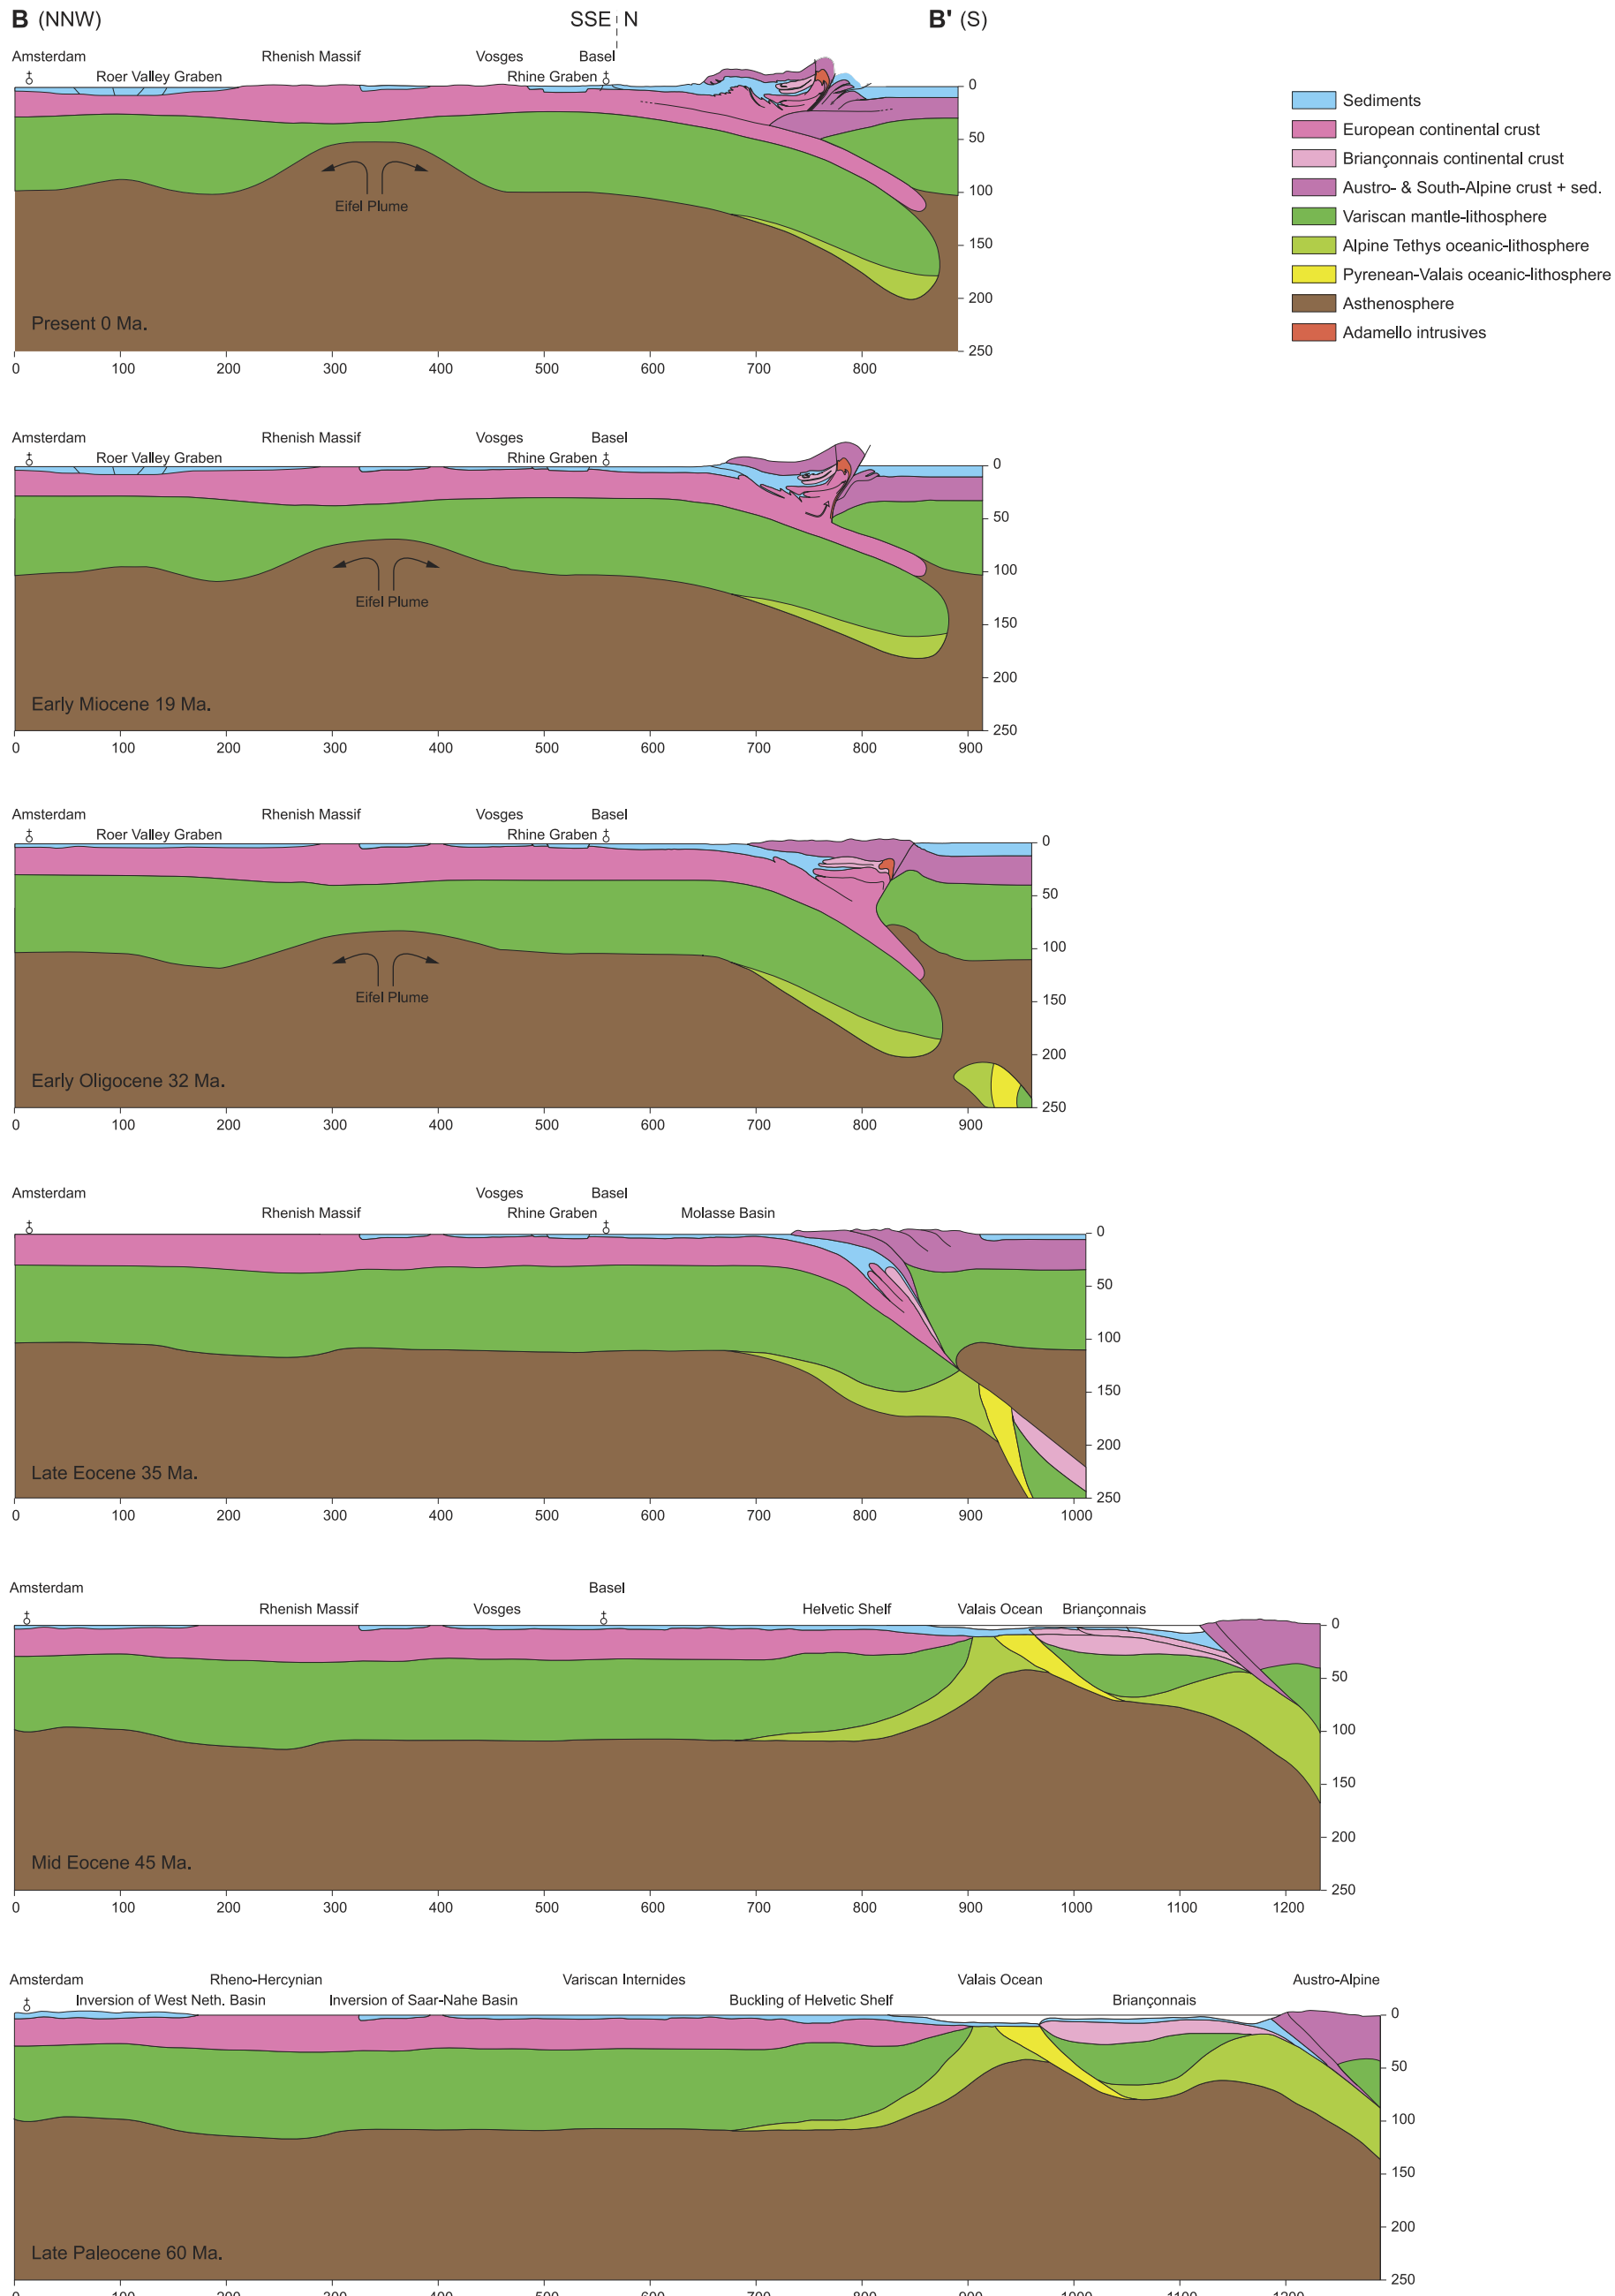 B (NNW) SSE N B' (S)
Amsterdam Rhenish Massif Vosges Basel
Roer Valley Graben Rhine Graben
0
50
100
150
200
250
Eifel Plume
Present 0 Ma.
0 100 200 300 400 500 600 700 800
Sediments
European continental crust
Briançonnais continental crust
Austro- & South-Alpine crust + sed.
Variscan mantle-lithosphere
Alpine Tethys oceanic-lithosphere
Pyrenean-Valais oceanic-lithosphere
Asthenosphere
Adamello intrusives
Amsterdam Rhenish Massif Vosges Basel
Roer Valley Graben Rhine Graben
0
50
100
150
200
250
Eifel Plume
Early Miocene 19 Ma.
0 100 200 300 400 500 600 700 800 900
Amsterdam Rhenish Massif Vosges Basel
Roer Valley Graben Rhine Graben
0
50
100
150
200
250
Eifel Plume
Early Oligocene 32 Ma.
0 100 200 300 400 500 600 700 800 900
Amsterdam Vosges Basel
Rhenish Massif Rhine Graben Molasse Basin
0
50
100
150
200
250
Late Eocene 35 Ma.
0 100 200 300 400 500 600 700 800 900 1000
Amsterdam Basel
Rhenish Massif Vosges Helvetic Shelf Valais Ocean Briançonnais
0
50
100
150
200
250
Mid Eocene 45 Ma.
0 100 200 300 400 500 600 700 800 900 1000 1100 1200
Amsterdam Rheno-Hercynian Variscan Internides Valais Ocean Austro-Alpine
Inversion of West Neth. Basin Inversion of Saar-Nahe Basin Buckling of Helvetic Shelf Briançonnais
0
50
100
150
200
250
Late Paleocene 60 Ma.